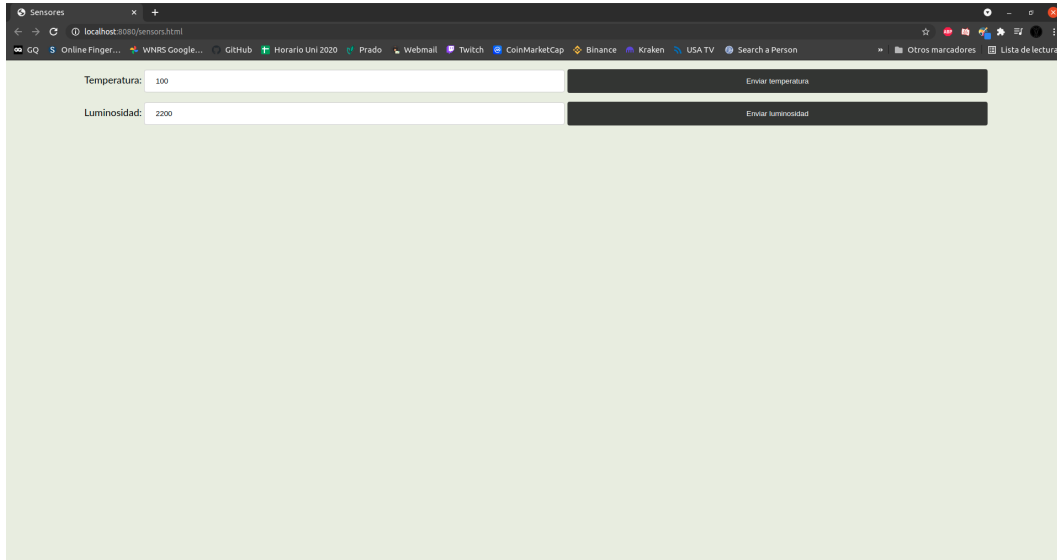 Sensores
localhost:8080/sensors.html
GQ Online Finger... WNRS Google... GitHub Horario Uni 2020 Prado Webmail Twitch CoinMarketCap Binance Kraken USA TV Search a Person » Otros marcadores Lista de lectura
Temperatura: 100 Enviar temperatura
Luminosidad: 2200 Enviar luminosidad